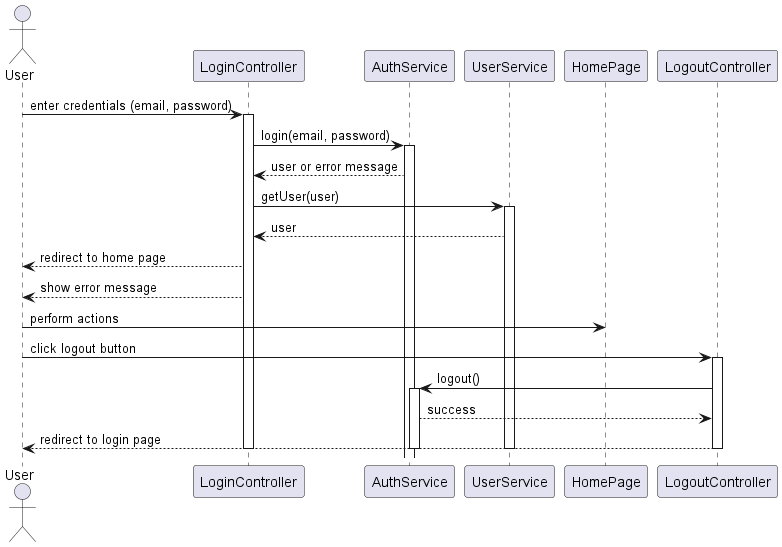 User
LoginController
AuthService
UserService
HomePage
LogoutController
enter credentials (email, password)
login(email, password)
user or error message
getUser(user)
user
redirect to home page
show error message
perform actions
click logout button
logout()
success
redirect to login page
User
LoginController
AuthService
UserService
HomePage
LogoutController